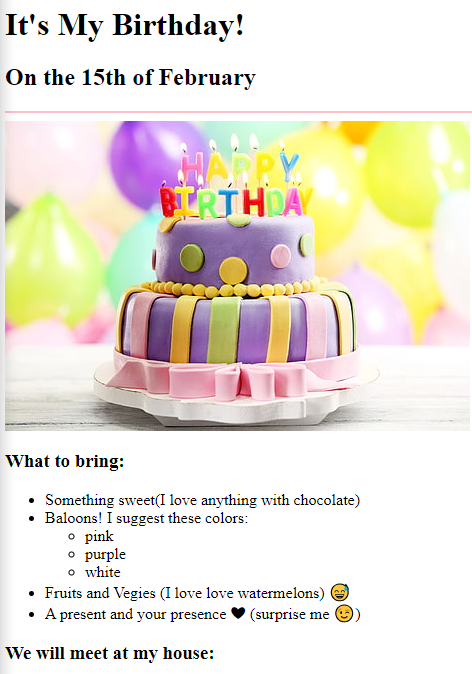 It's My Birthday!
On the 15th of February
HAPPY
BIRTHDAY
What to bring:
Something sweet(I love anything with chocolate)
Baloons! I suggest these colors:
pink
purple
white
Fruits and Vegies (I love love watermelons) 😅
A present and your presence ♥ (surprise me 😉)
We will meet at my house: